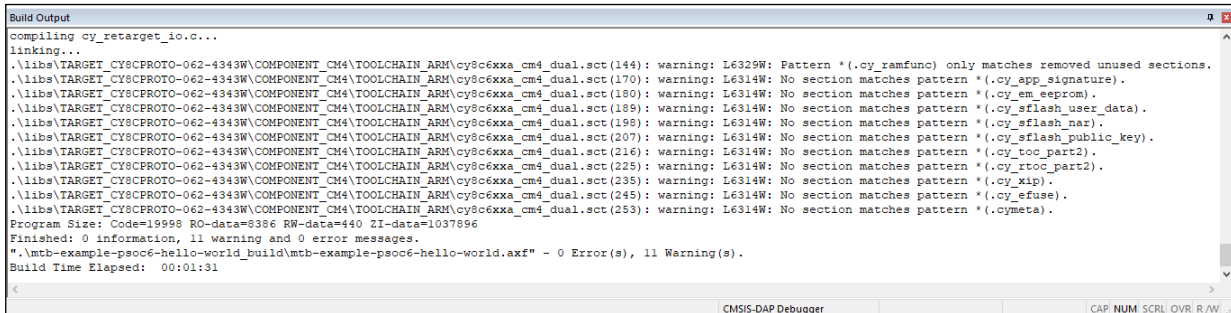 Build Output
compiling cy_retarget_io.c...
linking...
.\libs\TARGET_CY8CPROTO-062-4343W\COMPONENT_CM4\TOOLCHAIN_ARM\cy8c6xxa_cm4_dual.sct(144): warning: L6329W: Pattern *(.cy_ramfunc) only matches removed unused sections.
.\libs\TARGET_CY8CPROTO-062-4343W\COMPONENT_CM4\TOOLCHAIN_ARM\cy8c6xxa_cm4_dual.sct(170): warning: L6314W: No section matches pattern *(.cy_app_signature).
.\libs\TARGET_CY8CPROTO-062-4343W\COMPONENT_CM4\TOOLCHAIN_ARM\cy8c6xxa_cm4_dual.sct(180): warning: L6314W: No section matches pattern *(.cy_em_eeprom).
.\libs\TARGET_CY8CPROTO-062-4343W\COMPONENT_CM4\TOOLCHAIN_ARM\cy8c6xxa_cm4_dual.sct(189): warning: L6314W: No section matches pattern *(.cy_sflash_user_data).
.\libs\TARGET_CY8CPROTO-062-4343W\COMPONENT_CM4\TOOLCHAIN_ARM\cy8c6xxa_cm4_dual.sct(198): warning: L6314W: No section matches pattern *(.cy_sflash_nar).
.\libs\TARGET_CY8CPROTO-062-4343W\COMPONENT_CM4\TOOLCHAIN_ARM\cy8c6xxa_cm4_dual.sct(207): warning: L6314W: No section matches pattern *(.cy_sflash_public_key).
.\libs\TARGET_CY8CPROTO-062-4343W\COMPONENT_CM4\TOOLCHAIN_ARM\cy8c6xxa_cm4_dual.sct(216): warning: L6314W: No section matches pattern *(.cy_toc_part2).
.\libs\TARGET_CY8CPROTO-062-4343W\COMPONENT_CM4\TOOLCHAIN_ARM\cy8c6xxa_cm4_dual.sct(225): warning: L6314W: No section matches pattern *(.cy_rtoc_part2).
.\libs\TARGET_CY8CPROTO-062-4343W\COMPONENT_CM4\TOOLCHAIN_ARM\cy8c6xxa_cm4_dual.sct(235): warning: L6314W: No section matches pattern *(.cy_xip).
.\libs\TARGET_CY8CPROTO-062-4343W\COMPONENT_CM4\TOOLCHAIN_ARM\cy8c6xxa_cm4_dual.sct(245): warning: L6314W: No section matches pattern *(.cy_efuse).
.\libs\TARGET_CY8CPROTO-062-4343W\COMPONENT_CM4\TOOLCHAIN_ARM\cy8c6xxa_cm4_dual.sct(253): warning: L6314W: No section matches pattern *(.cymeta).
Program Size: Code=19998 RO-data=8386 RW-data=440 ZI-data=1037896
Finished: 0 information, 11 warning and 0 error messages.
".\mtb-example-psoc6-hello-world_build\mtb-example-psoc6-hello-world.axf" - 0 Error(s), 11 Warning(s).
Build Time Elapsed:  00:01:31
CMSIS-DAP Debugger CAP NUM SCRL OVR R/W